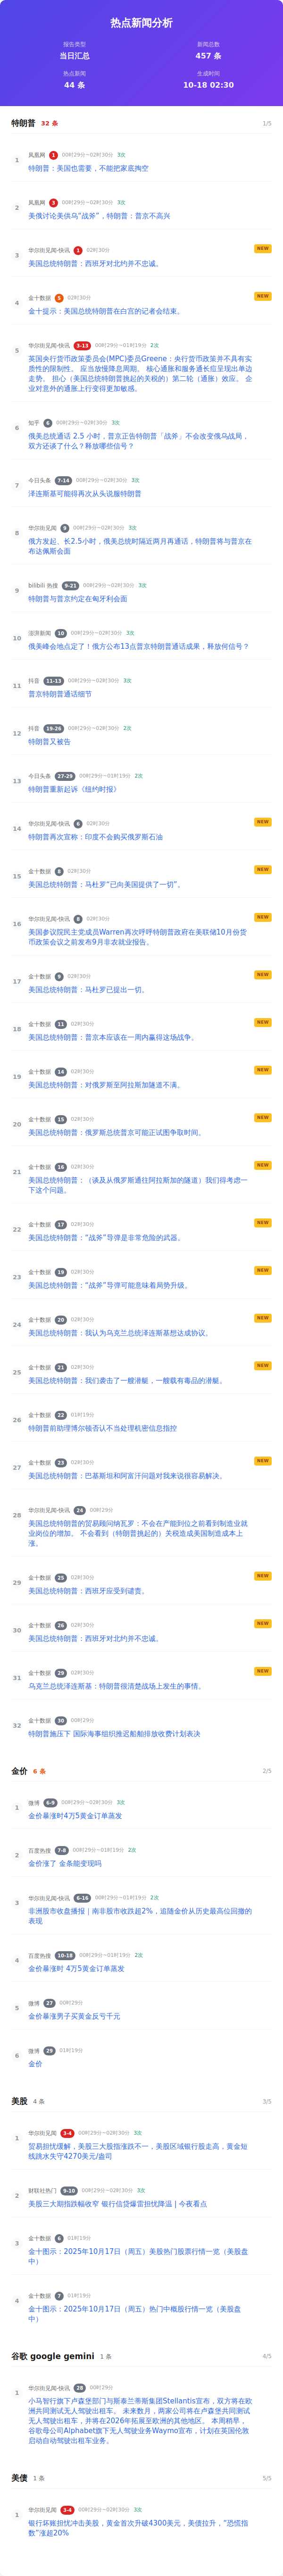 热点新闻分析
报告类型
当日汇总
新闻总数
457 条
热点新闻
44 条
生成时间
10-18 02:30
特朗普 32 条 1/5
1
凤凰网 1 00时29分~02时30分 3次
特朗普：美国也需要，不能把家底掏空
2
凤凰网 3 00时29分~02时30分 3次
美俄讨论美供乌“战斧”，特朗普：普京不高兴
3
华尔街见闻-快讯 1 02时30分 NEW
美国总统特朗普：西班牙对北约并不忠诚。
4
金十数据 5 02时30分 NEW
金十提示：美国总统特朗普在白宫的记者会结束。
5
华尔街见闻-快讯 3-13 00时29分~01时19分 2次
英国央行货币政策委员会(MPC)委员Greene：央行货币政策并不具有实
质性的限制性。 应当放慢降息周期。 核心通胀和服务通长应呈现出单边
走势。 担心（美国总统特朗普挑起的关税的）第二轮（通胀）效应。 企
业对意外的通胀上行变得更加敏感。
6
知乎 6 00时29分~02时30分 3次
俄美总统通话 2.5 小时，普京正告特朗普「战斧」不会改变俄乌战局，
双方还谈了什么？释放哪些信号？
7
今日头条 7-14 00时29分~02时30分 3次
泽连斯基可能得再次从头说服特朗普
8
华尔街见闻 9 00时29分~02时30分 3次
俄方发起、长2.5小时，俄美总统时隔近两月再通话，特朗普将与普京在
布达佩斯会面
9
bilibili 热搜 9-21 00时29分~02时30分 3次
特朗普与普京约定在匈牙利会面
10
澎湃新闻 10 00时29分~02时30分 3次
俄美峰会地点定了！俄方公布13点普京特朗普通话成果，释放何信号？
11
抖音 11-13 00时29分~02时30分 3次
普京特朗普通话细节
12
抖音 19-26 00时29分~02时30分 2次
特朗普又被告
13
今日头条 27-29 00时29分~01时19分 2次
特朗普重新起诉《纽约时报》
14
华尔街见闻-快讯 6 02时30分 NEW
特朗普再次宣称：印度不会购买俄罗斯石油
15
金十数据 8 02时30分 NEW
美国总统特朗普：马杜罗“已向美国提供了一切”。
16
华尔街见闻-快讯 8 02时30分 NEW
美国参议院民主党成员Warren再次呼呼特朗普政府在美联储10月份货
币政策会议之前发布9月非农就业报告。
17
金十数据 9 02时30分 NEW
美国总统特朗普：马杜罗已提出一切。
18
金十数据 11 02时30分 NEW
美国总统特朗普：普京本应该在一周内赢得这场战争。
19
金十数据 14 02时30分 NEW
美国总统特朗普：对俄罗斯至阿拉斯加隧道不满。
20
金十数据 15 02时30分 NEW
美国总统特朗普：俄罗斯总统普京可能正试图争取时间。
21
金十数据 16 02时30分 NEW
美国总统特朗普：（谈及从俄罗斯通往阿拉斯加的隧道）我们得考虑一
下这个问题。
22
金十数据 17 02时30分 NEW
美国总统特朗普：“战斧”导弹是非常危险的武器。
23
金十数据 19 02时30分 NEW
美国总统特朗普：“战斧”导弹可能意味着局势升级。
24
金十数据 20 02时30分 NEW
美国总统特朗普：我认为乌克兰总统泽连斯基想达成协议。
25
金十数据 21 02时30分 NEW
美国总统特朗普：我们袭击了一艘潜艇，一艘载有毒品的潜艇。
26
金十数据 22 01时19分
特朗普前助理博尔顿否认不当处理机密信息指控
27
金十数据 23 02时30分 NEW
美国总统特朗普：巴基斯坦和阿富汗问题对我来说很容易解决。
28
华尔街见闻-快讯 24 00时29分
美国总统特朗普的贸易顾问纳瓦罗：不会在产能到位之前看到制造业就
业岗位的增加。 不会看到（特朗普挑起的）关税造成美国制造成本上
涨。
29
金十数据 25 02时30分 NEW
美国总统特朗普：西班牙应受到谴责。
30
金十数据 26 02时30分 NEW
美国总统特朗普：西班牙对北约并不忠诚。
31
金十数据 29 02时30分 NEW
乌克兰总统泽连斯基：特朗普很清楚战场上发生的事情。
32
金十数据 30 00时29分
特朗普施压下 国际海事组织推迟船舶排放收费计划表决
金价 6 条 2/5
1
微博 6-9 00时29分~02时30分 3次
金价暴涨时4万5黄金订单蒸发
2
百度热搜 7-8 00时29分~01时19分 2次
金价涨了 金条能变现吗
3
华尔街见闻-快讯 6-16 00时29分~01时19分 2次
非洲股市收盘播报｜南非股市收跌超2%，追随金价从历史最高位回撤的
表现
4
百度热搜 10-18 00时29分~01时19分 2次
金价暴涨时 4万5黄金订单蒸发
5
微博 27 00时29分
金价暴涨男子买黄金反亏千元
6
微博 29 01时19分
金价
美股 4 条 3/5
1
华尔街见闻 3-4 00时29分~02时30分 3次
贸易担忧缓解，美股三大股指涨跌不一，美股区域银行股走高，黄金短
线跳水失守4270美元/盎司
2
财联社热门 9-10 00时29分~02时30分 3次
美股三大期指跌幅收窄 银行信贷爆雷担忧降温 | 今夜看点
3
金十数据 6 01时19分
金十图示：2025年10月17日（周五）美股热门股票行情一览（美股盘
中）
4
金十数据 7 01时19分
金十图示：2025年10月17日（周五）热门中概股行情一览（美股盘
中）
谷歌 google gemini 1 条 4/5
1
华尔街见闻-快讯 28 00时29分
小马智行旗下卢森堡部门与斯泰兰蒂斯集团Stellantis宣布，双方将在欧
洲共同测试无人驾驶出租车。 未来数月，两家公司将在卢森堡共同测试
无人驾驶出租车，并将在2026年拓展至欧洲的其他地区。 本周稍早，
谷歌母公司Alphabet旗下无人驾驶业务Waymo宣布，计划在英国伦敦
启动自动驾驶出租车业务。
美债 1 条 5/5
1
华尔街见闻 3-4 00时29分~02时30分 3次
银行坏账担忧冲击美股，黄金首次升破4300美元，美债拉升，“恐慌指
数”涨超20%